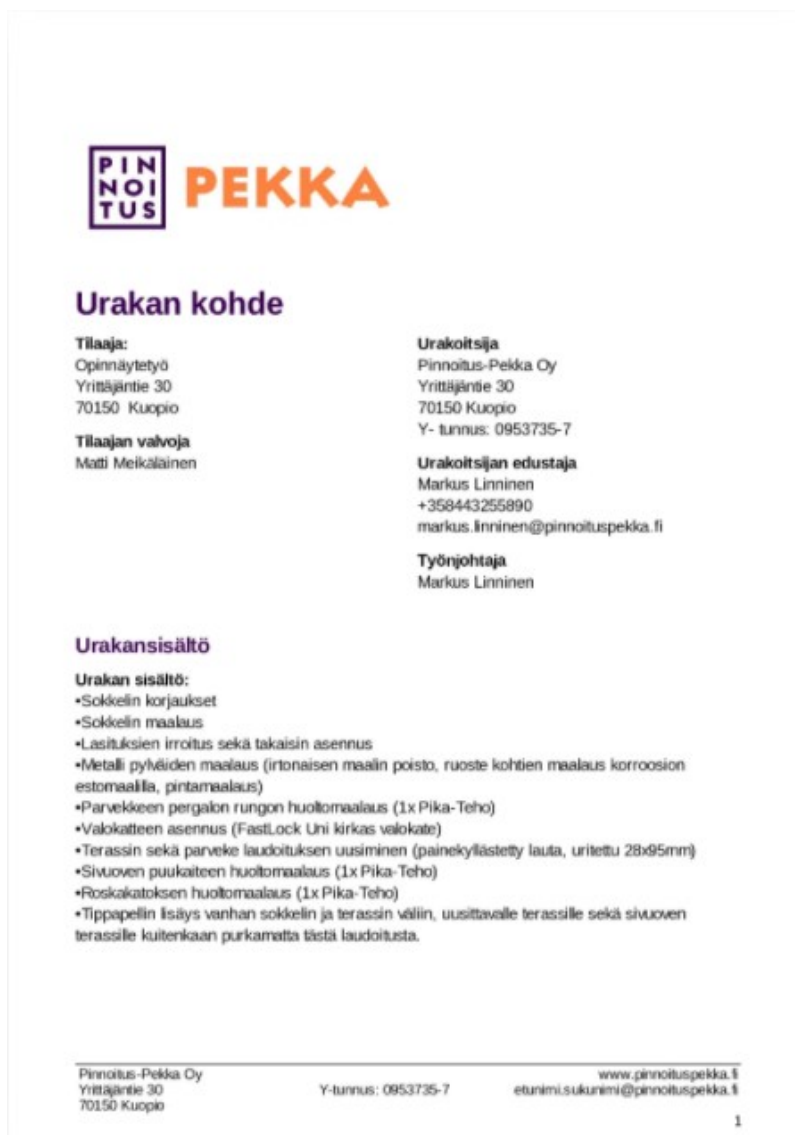 PIN
NOI
TUS
PEKKA
Urakan kohde
Tilaaja:
Opinnäytetyö
Yrittäjäntie 30
70150 Kuopio
Tilaajan valvoja
Matti Meikäläinen
Urakoitsija
Pinnoitus-Pekka Oy
Yrittäjäntie 30
70150 Kuopio
Y- tunnus: 0953735-7
Urakoitsijan edustaja
Markus Linninen
+358443255890
markus.linninen@pinnoituspekka.fi
Työnjohtaja
Markus Linninen
Urakansisältö
Urakan sisältö:
•Sokkelin korjaukset
•Sokkelin maalaus
•Lasituksien irroitus sekä takaisin asennus
•Metalli pylväiden maalaus (irtonaisen maalin poisto, ruoste kohtien maalaus korroosion
estomaalilla, pintamaalaus)
•Parvekkeen pergalon rungon huoltomaalaus (1x Pika-Teho)
•Valokatteen asennus (FastLock Uni kirkas valokate)
•Terassin sekä parveke laudoituksen uusiminen (painekyllästetty lauta, uritettu 28x95mm)
•Sivuoven puukaiteen huoltomaalaus (1x Pika-Teho)
•Roskakatoksen huoltomaalaus (1x Pika-Teho)
•Tippapellin lisäys vanhan sokkelin ja terassin väliin, uusittavalle terassille sekä sivuoven
terassille kuitenkaan purkamatta tästä laudoitusta.
Pinnoitus-Pekka Oy
Yrittäjäntie 30
70150 Kuopio
Y-tunnus: 0953735-7
www.pinnoituspekka.fi
etunimi.sukunimi@pinnoituspekka.fi
1